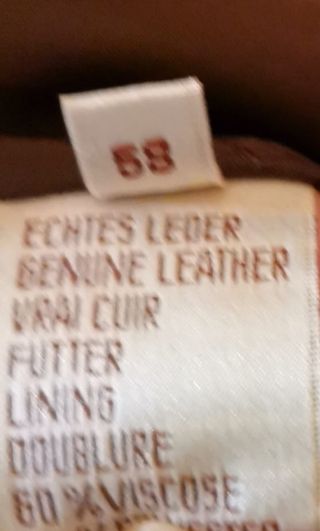 58
ECHTES LEDER
GENUINE LEATHER
VRAI CUIR
FUTTER
LINING
DOUBLURE
60 % VISCOSE